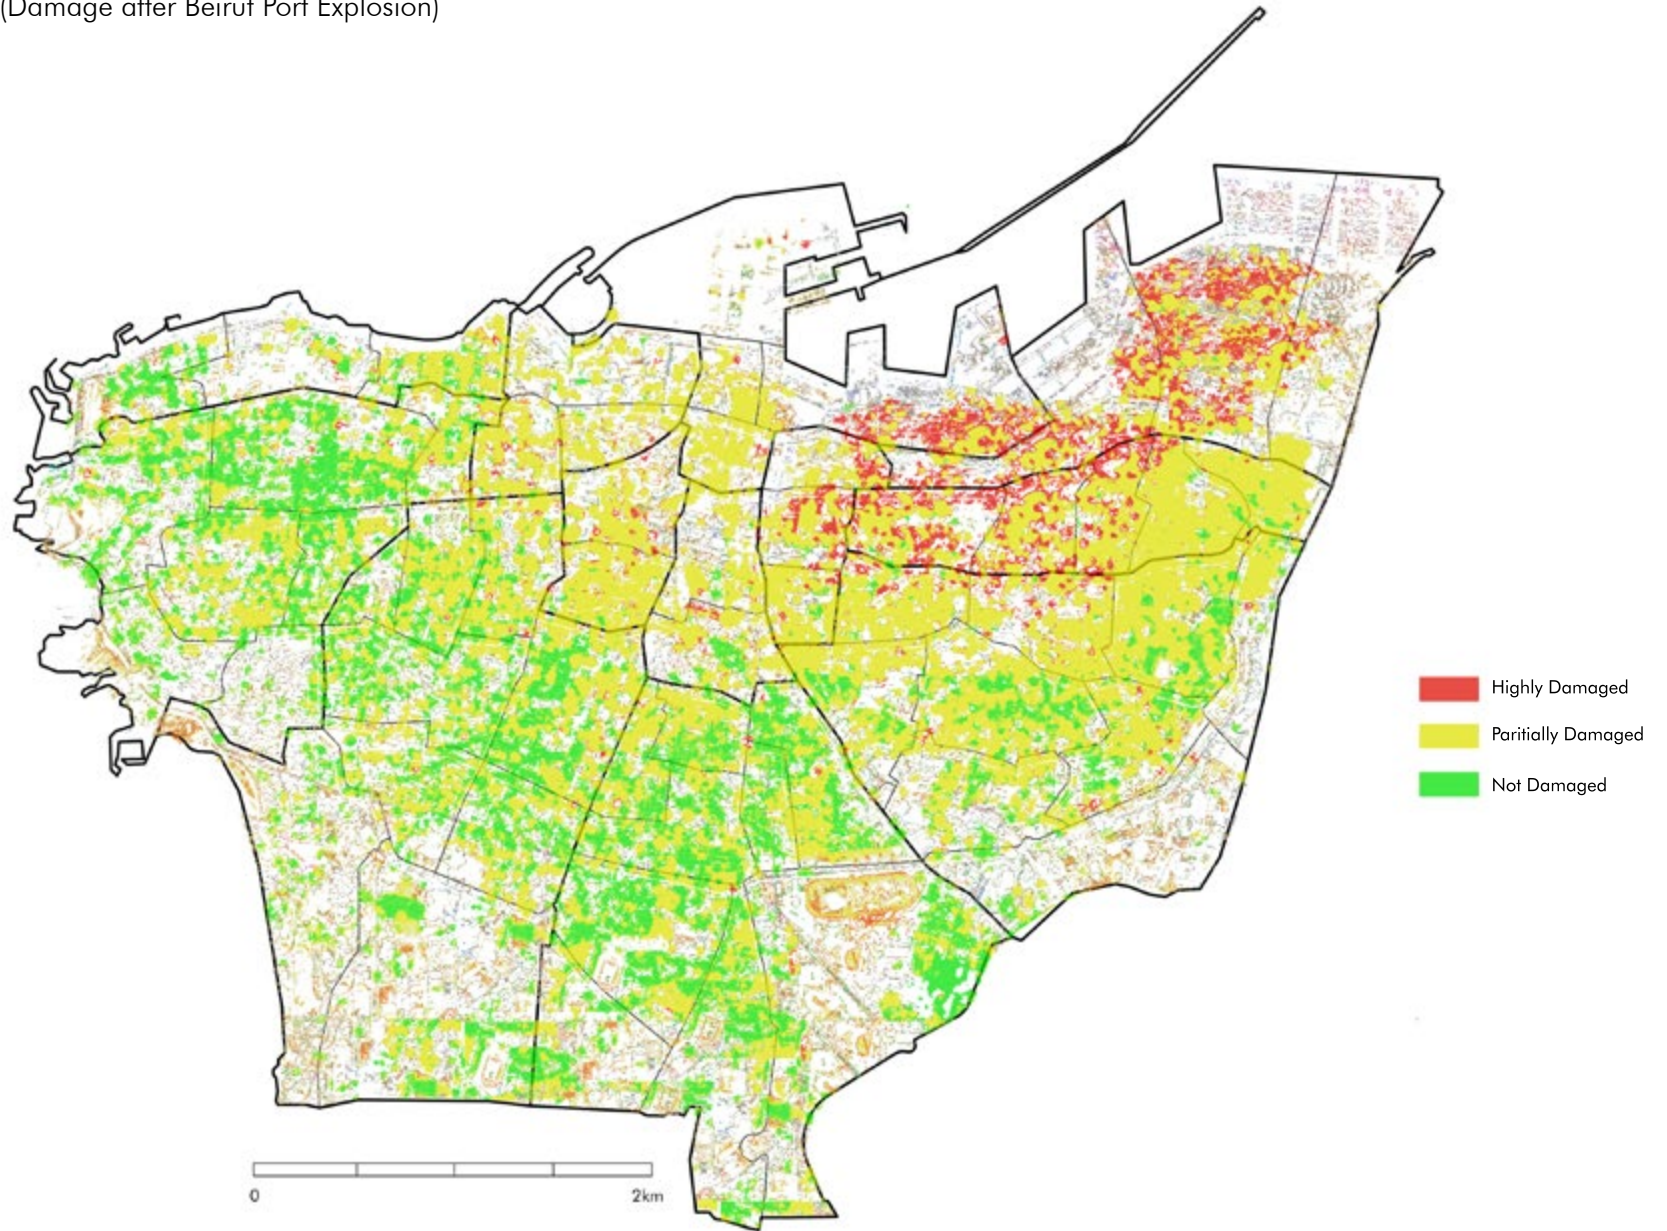 (Damage after Beirut Port Explosion)
Highly Damaged
Paritially Damaged
Not Damaged
0 2km